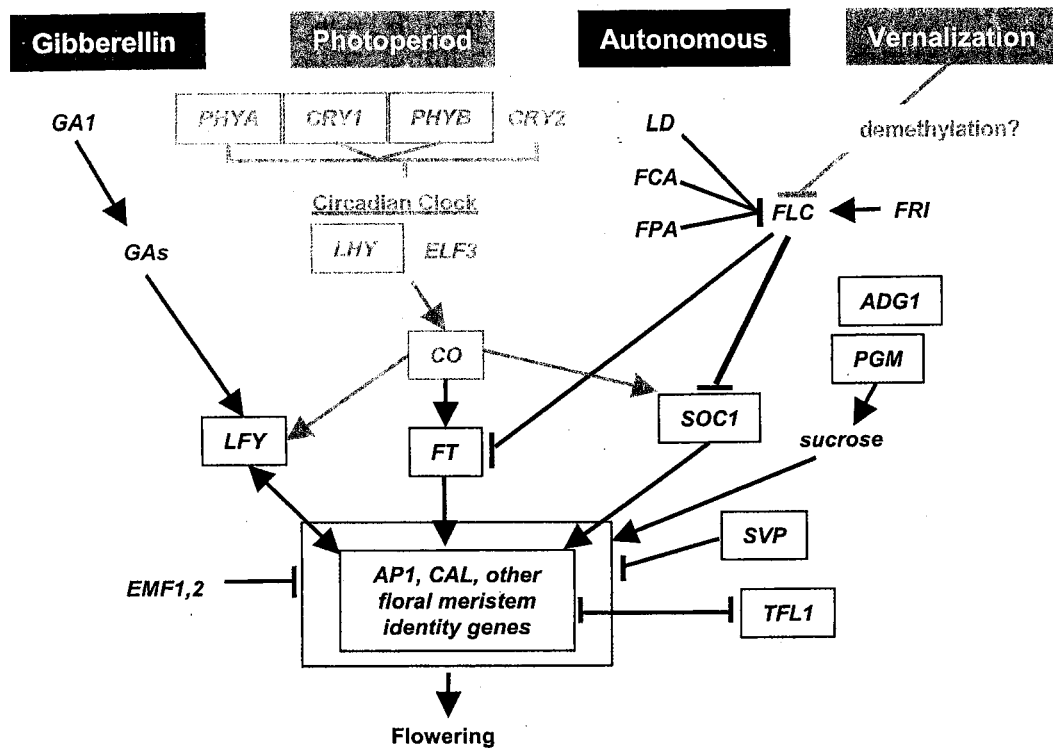 Gibberellin
Photoperiod
Autonomous
Vernalization
GA1
PHYA
CRY1
PHYB
CRY2
LD
demethylation?
FCA
FPA
FLC
FRI
Circadian Clock
LHY
ELF3
GAs
ADG1
PGM
CO
SOC1
sucrose
LFY
FT
SVP
EMF1,2
AP1, CAL, other
floral meristem
identity genes
TFL1
Flowering